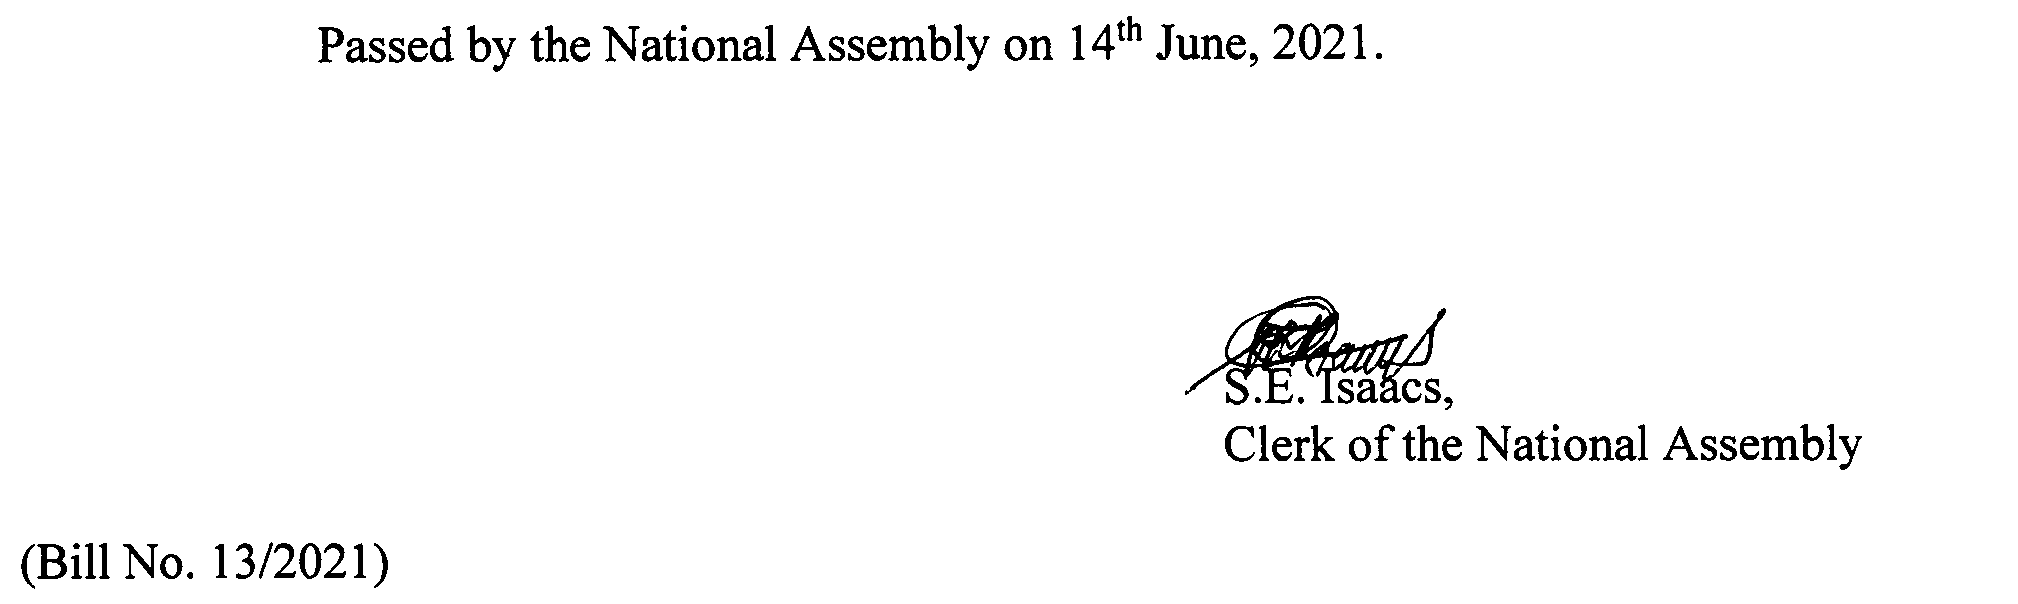 Passed by the National Assembly on 14th June, 2021.
S.E. Isaacs,
Clerk of the National Assembly
(Bill No. 13/2021)